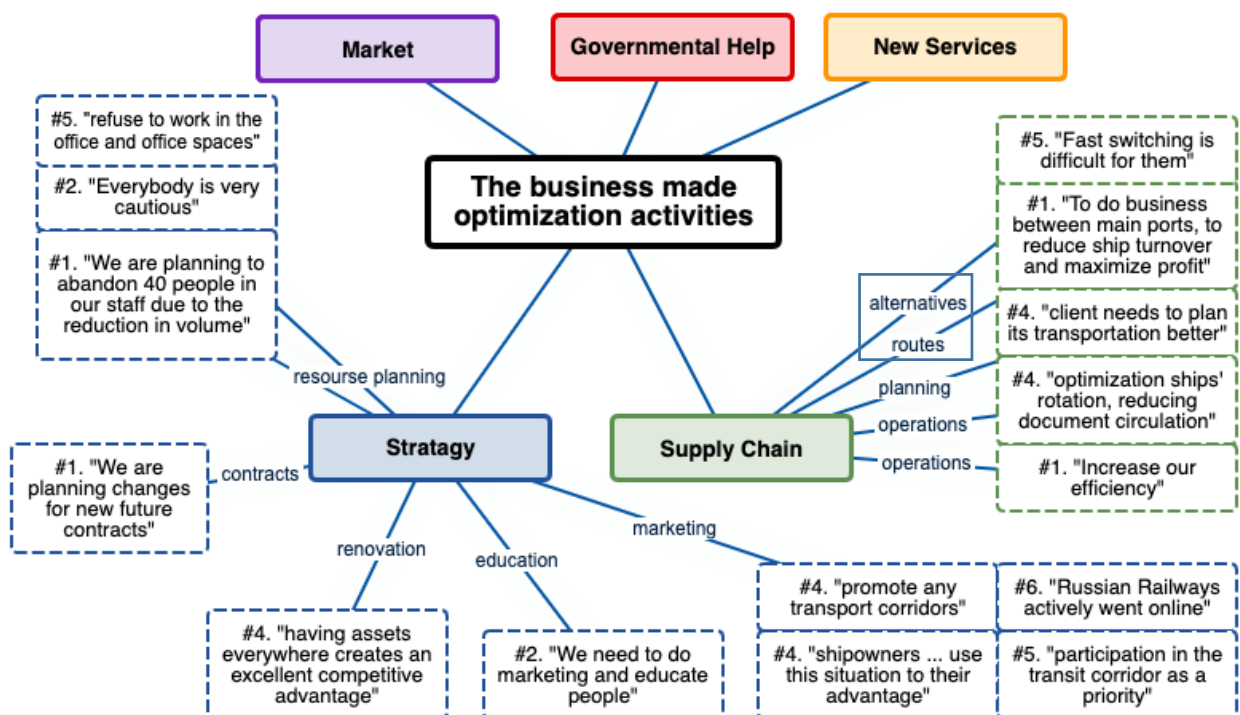 Market
Governmental Help
New Services
#5. "refuse to work in the
office and office spaces"
#2. "Everybody is very
cautious"
#1. "We are planning to
abandon 40 people in
our staff due to the
reduction in volume"
The business made
optimization activities
#5. "Fast switching is
difficult for them"
#1. "To do business
between main ports, to
reduce ship turnover
and maximize profit"
#4. "client needs to plan
its transportation better"
#4. "optimization ships'
rotation, reducing
document circulation"
#1. "Increase our
efficiency"
alternatives
routes
planning
operations
operations
resourse planning
Stratagy
Supply Chain
contracts
#1. "We are
planning changes
for new future
contracts"
renovation
education
marketing
#4. "having assets
everywhere creates an
excellent competitive
advantage"
#2. "We need to do
marketing and educate
people"
#4. "promote any
transport corridors"
#4. "shipowners ... use
this situation to their
advantage"
#6. "Russian Railways
actively went online"
#5. "participation in the
transit corridor as a
priority"